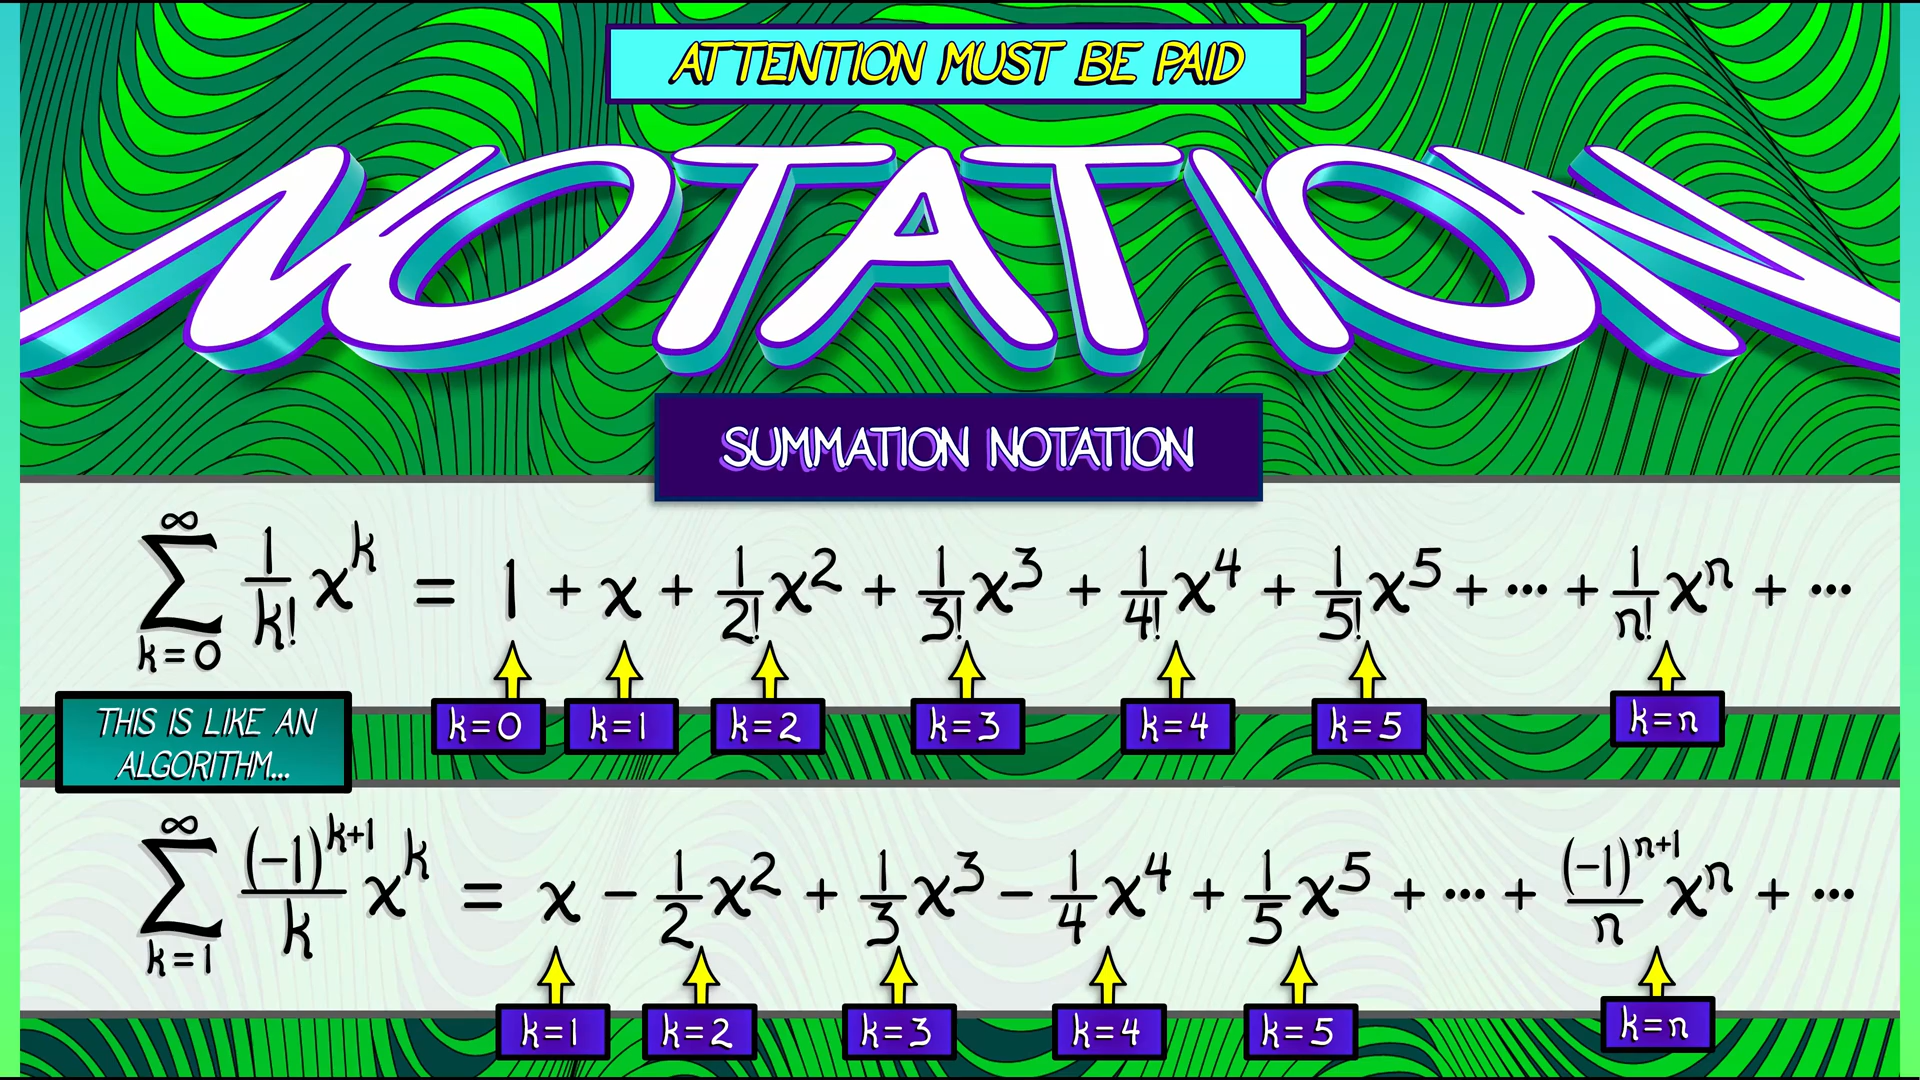 ATTENTION MUST BE PAID
NOTATION
SUMMATION NOTATION
∞
∑ 1/k! x^k = 1 + x + 1/2! x^2 + 1/3! x^3 + 1/4! x^4 + 1/5! x^5 + ··· + 1/n! x^n + ···
k=0
k=0 k=1 k=2 k=3 k=4 k=5 k=n
THIS IS LIKE AN
ALGORITHM...
∞
∑ (-1)^(k+1)/k x^k = x - 1/2 x^2 + 1/3 x^3 - 1/4 x^4 + 1/5 x^5 + ··· + (-1)^(n+1)/n x^n + ···
k=1
k=1 k=2 k=3 k=4 k=5 k=n